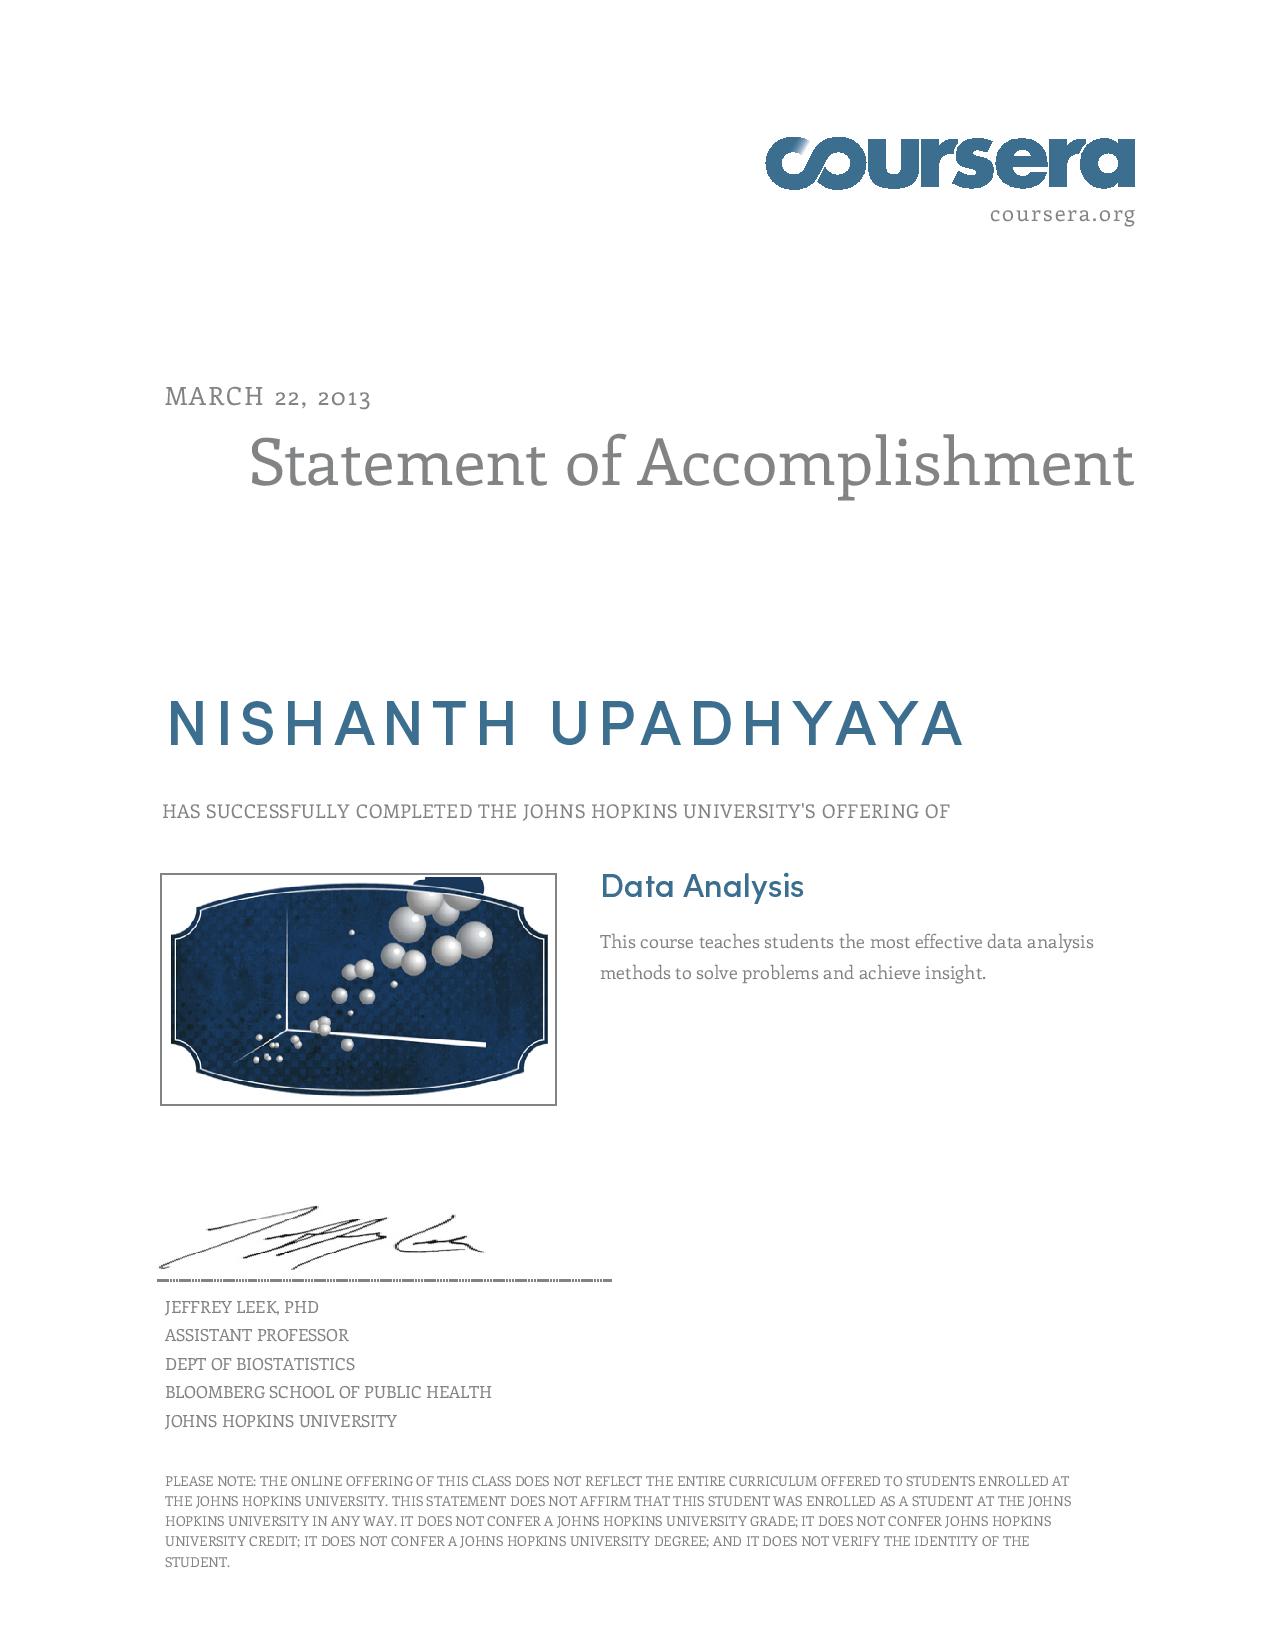 coursera
coursera.org
MARCH 22, 2013
Statement of Accomplishment
NISHANTH UPADHYAYA
HAS SUCCESSFULLY COMPLETED THE JOHNS HOPKINS UNIVERSITY'S OFFERING OF
Data Analysis
This course teaches students the most effective data analysis
methods to solve problems and achieve insight.
JEFFREY LEEK, PHD
ASSISTANT PROFESSOR
DEPT OF BIOSTATISTICS
BLOOMBERG SCHOOL OF PUBLIC HEALTH
JOHNS HOPKINS UNIVERSITY
PLEASE NOTE: THE ONLINE OFFERING OF THIS CLASS DOES NOT REFLECT THE ENTIRE CURRICULUM OFFERED TO STUDENTS ENROLLED AT
THE JOHNS HOPKINS UNIVERSITY. THIS STATEMENT DOES NOT AFFIRM THAT THIS STUDENT WAS ENROLLED AS A STUDENT AT THE JOHNS
HOPKINS UNIVERSITY IN ANY WAY. IT DOES NOT CONFER A JOHNS HOPKINS UNIVERSITY GRADE; IT DOES NOT CONFER JOHNS HOPKINS
UNIVERSITY CREDIT; IT DOES NOT CONFER A JOHNS HOPKINS UNIVERSITY DEGREE; AND IT DOES NOT VERIFY THE IDENTITY OF THE
STUDENT.